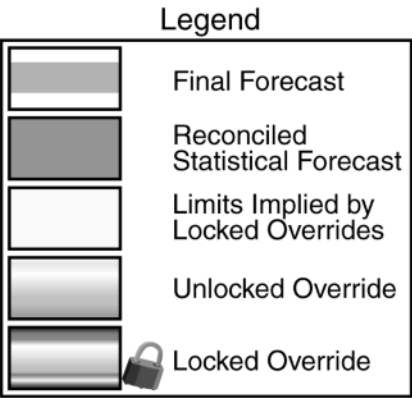 Legend
Final Forecast
Reconciled
Statistical Forecast
Limits Implied by
Locked Overrides
Unlocked Override
Locked Override